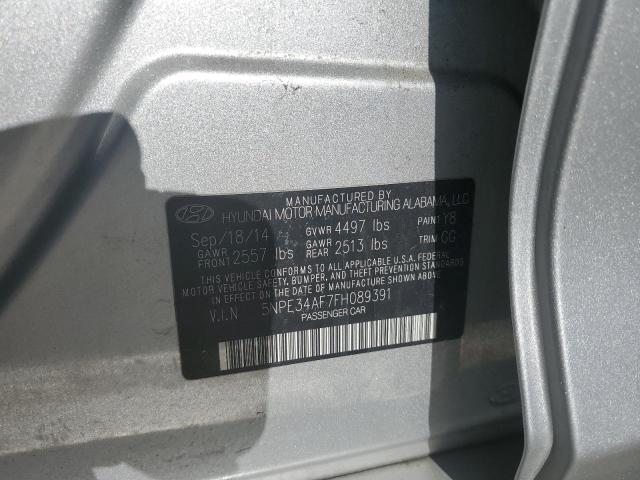 MANUFACTURED BY
HYUNDAI MOTOR MANUFACTURING ALABAMA, LLC
Sep/18/14 GVWR 4497 lbs PAINT Y8
GAWR FRONT 2557 lbs GAWR REAR 2513 lbs TRIM GG
THIS VEHICLE CONFORMS TO ALL APPLICABLE U.S.A. FEDERAL
MOTOR VEHICLE SAFETY, BUMPER, AND THEFT PREVENTION STANDARDS
IN EFFECT ON THE DATE OF MANUFACTURE SHOWN ABOVE.
V.I.N 5NPE34AF7FH089391
PASSENGER CAR